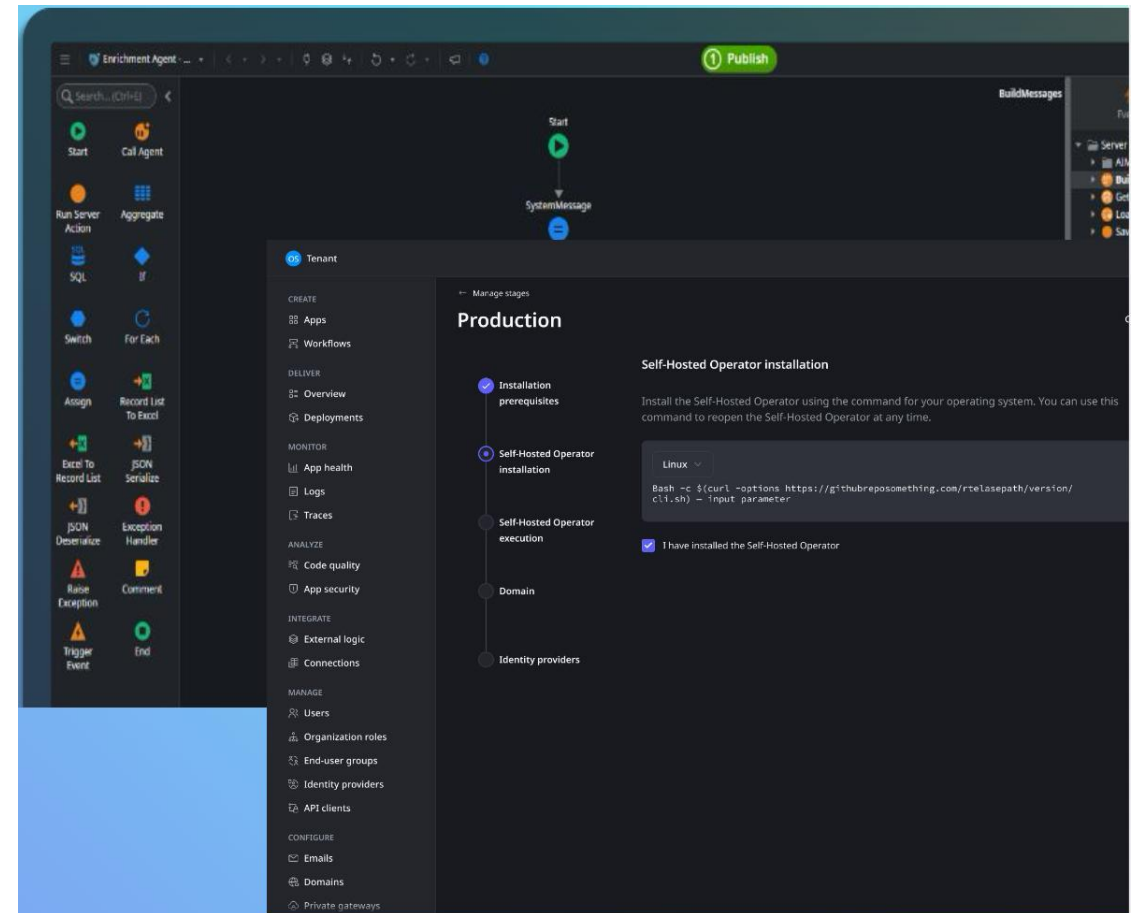 Enrichment Agent - ...
1 Publish
Search... (Ctrl+E)
BuildMessages
Start
Start
Call Agent
Server
SystemMessage
Run Server
Action
Aggregate
SQL
If
Switch
For Each
Assign
Record List
To Excel
Excel To
Record List
JSON
Serialize
JSON
Deserialize
Exception
Handler
Raise
Exception
Comment
Trigger
Event
End
OS Tenant
CREATE
Apps
Workflows
DELIVER
Overview
Deployments
MONITOR
App health
Logs
Traces
ANALYZE
Code quality
App security
INTEGRATE
External logic
Connections
MANAGE
Users
Organization roles
End-user groups
Identity providers
API clients
CONFIGURE
Emails
Domains
Private gateways
← Manage stages
Production
Installation
prerequisites
Self-Hosted Operator
installation
Self-Hosted Operator
execution
Domain
Identity providers
Self-Hosted Operator installation
Install the Self-Hosted Operator using the command for your operating system. You can use this
command to reopen the Self-Hosted Operator at any time.
Linux
Bash -c $(curl -options https://githubreposomething.com/rtelasepath/version/
cli.sh) – input parameter
I have installed the Self-Hosted Operator